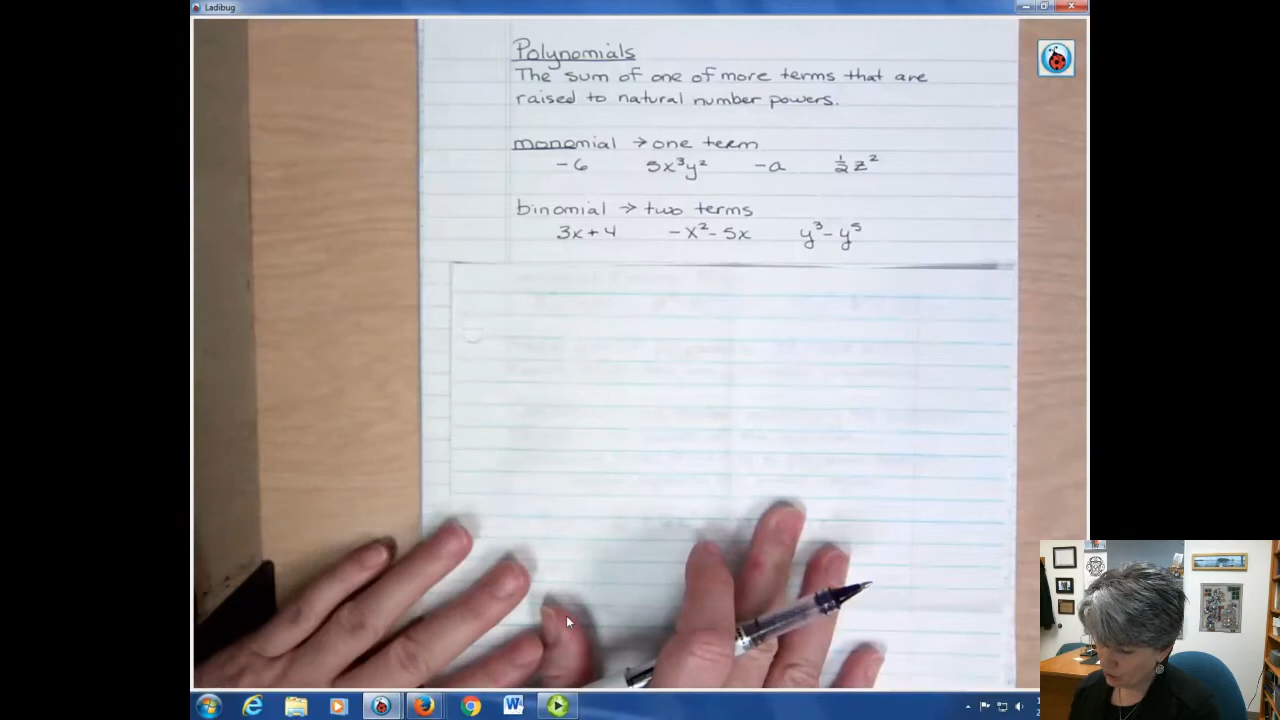 Ladibug
Polynomials
The sum of one of more terms that are
raised to natural number powers.
monomial → one term
-6 5x³y² -a ½z²
binomial → two terms
3x+4 -x²-5x y³-y⁵